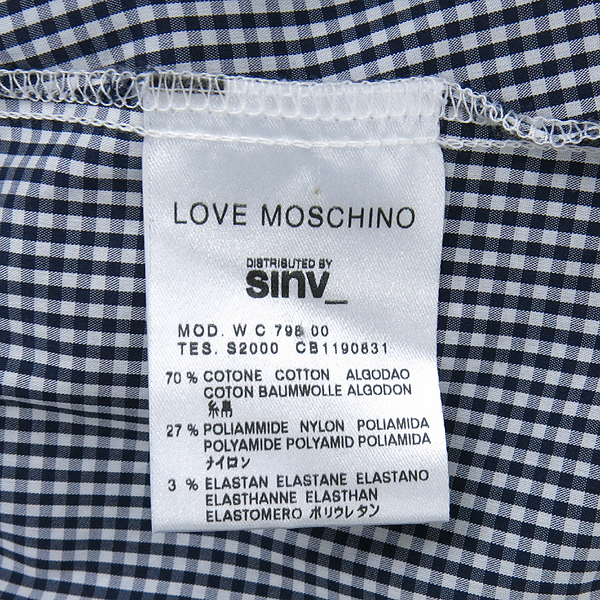 LOVE MOSCHINO
DISTRIBUTED BY
sinv_
MOD. W C 798 00
TES. S2000 CB1190831
70 % COTONE COTTON ALGODAO
COTON BAUMWOLLE ALGODON
27 % POLIAMMIDE NYLON POLIAMIDA
POLYAMIDE POLYAMID POLIAMIDA
ナイロン
3 % ELASTAN ELASTANE ELASTANO
ELASTHANNE ELASTHAN
ELASTOMERO ポリウレタン